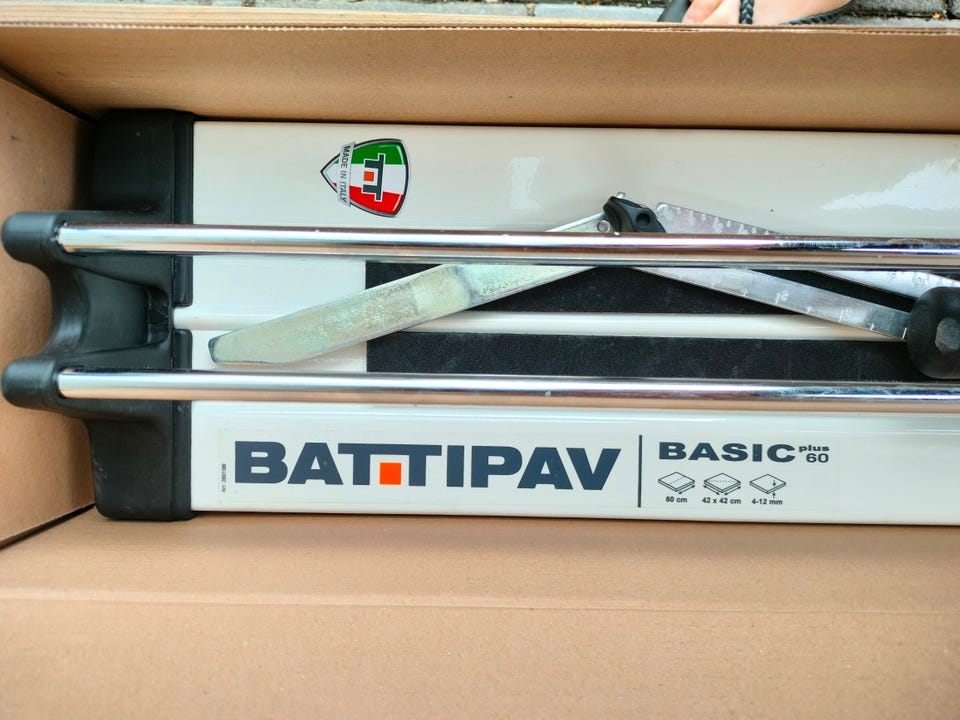 MADE IN ITALY
BATTIPAV
BASIC plus 60
60 cm
42 x 42 cm
4-12 mm